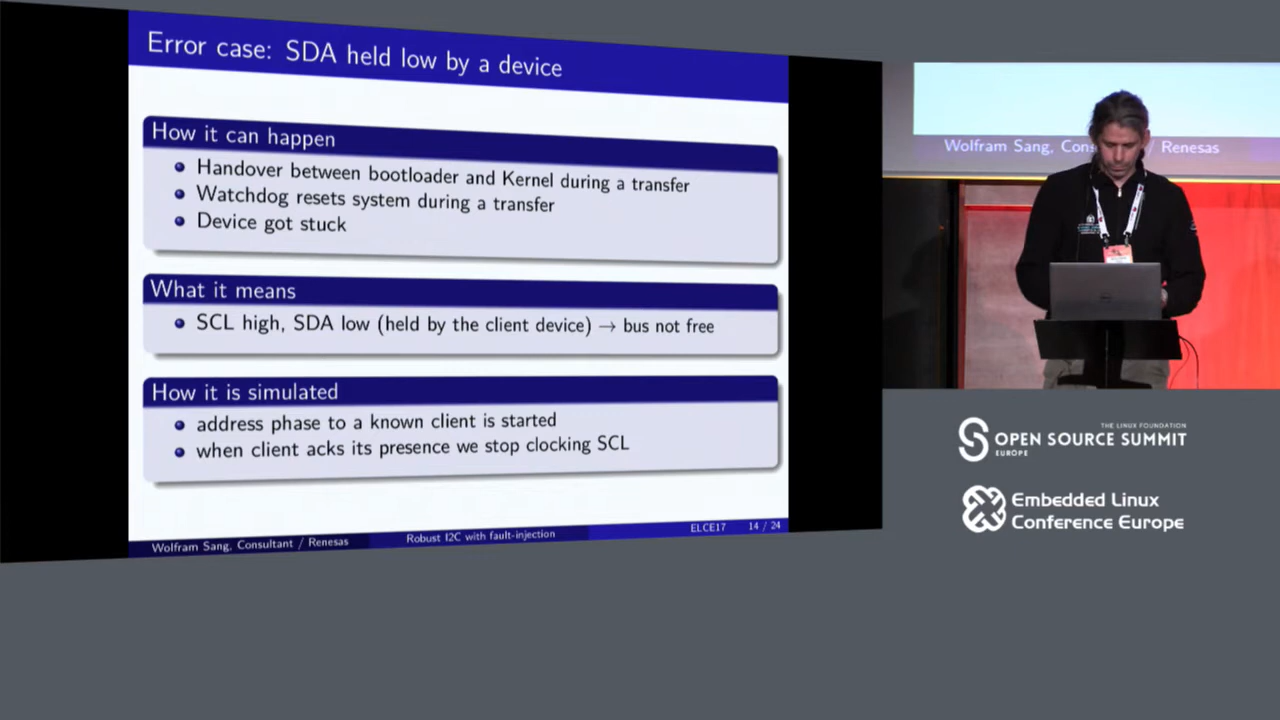 Error case: SDA held low by a device
How it can happen
Handover between bootloader and Kernel during a transfer
Watchdog resets system during a transfer
Device got stuck
What it means
SCL high, SDA low (held by the client device) → bus not free
How it is simulated
address phase to a known client is started
when client acks its presence we stop clocking SCL
Wolfram Sang, Consultant / Renesas
Robust I2C with fault-injection
ELCE17
14 / 24
Wolfram Sang, Cons / Renesas
THE LINUX FOUNDATION
OPEN SOURCE SUMMIT
EUROPE
Embedded Linux
Conference Europe